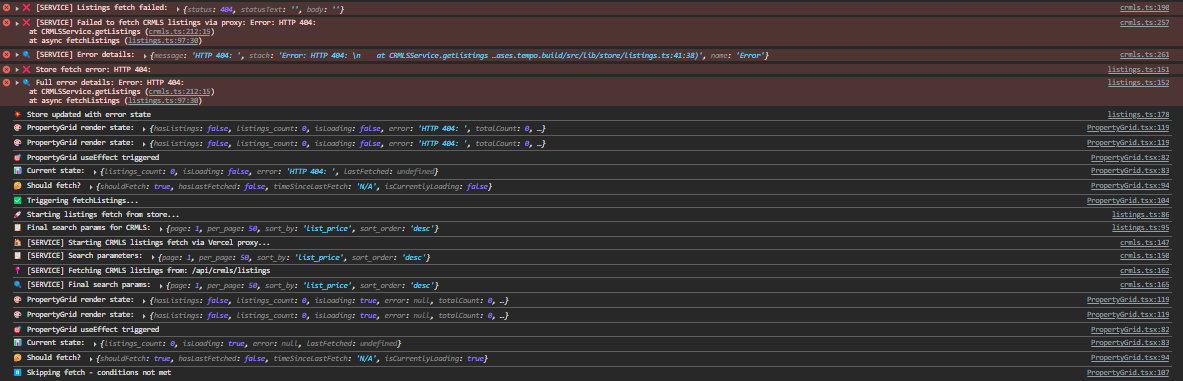 [SERVICE] Listings fetch failed: {status: 404, statusText: '', body: ''} crmls.ts:198
[SERVICE] Failed to fetch CRMLS listings via proxy: Error: HTTP 404: crmls.ts:257
at CRMLSService.getListings (crmls.ts:212:15)
at async fetchListings (listings.ts:97:30)
[SERVICE] Error details: {message: 'HTTP 404: ', stack: 'Error: HTTP 404: \n at CRMLSService.getListings …ases.tempo.build/src/lib/store/listings.ts:41:38)', name: 'Error'} crmls.ts:261
Store fetch error: HTTP 404: listings.ts:151
Full error details: Error: HTTP 404: listings.ts:152
at CRMLSService.getListings (crmls.ts:212:15)
at async fetchListings (listings.ts:97:30)
Store updated with error state listings.ts:178
PropertyGrid render state: {hasListings: false, listings_count: 0, isLoading: false, error: 'HTTP 404: ', totalCount: 0, …} PropertyGrid.tsx:119
PropertyGrid render state: {hasListings: false, listings_count: 0, isLoading: false, error: 'HTTP 404: ', totalCount: 0, …} PropertyGrid.tsx:119
PropertyGrid useEffect triggered PropertyGrid.tsx:82
Current state: {listings_count: 0, isLoading: false, error: 'HTTP 404: ', lastFetched: undefined} PropertyGrid.tsx:83
Should fetch? {shouldFetch: true, hasLastFetched: false, timeSinceLastFetch: 'N/A', isCurrentlyLoading: false} PropertyGrid.tsx:94
Triggering fetchListings... PropertyGrid.tsx:104
Starting listings fetch from store... listings.ts:86
Final search params for CRMLS: {page: 1, per_page: 50, sort_by: 'list_price', sort_order: 'desc'} listings.ts:95
[SERVICE] Starting CRMLS listings fetch via Vercel proxy... crmls.ts:147
[SERVICE] Search parameters: {page: 1, per_page: 50, sort_by: 'list_price', sort_order: 'desc'} crmls.ts:150
[SERVICE] Fetching CRMLS listings from: /api/crmls/listings crmls.ts:162
[SERVICE] Final search params: {page: 1, per_page: 50, sort_by: 'list_price', sort_order: 'desc'} crmls.ts:165
PropertyGrid render state: {hasListings: false, listings_count: 0, isLoading: true, error: null, totalCount: 0, …} PropertyGrid.tsx:119
PropertyGrid render state: {hasListings: false, listings_count: 0, isLoading: true, error: null, totalCount: 0, …} PropertyGrid.tsx:119
PropertyGrid useEffect triggered PropertyGrid.tsx:82
Current state: {listings_count: 0, isLoading: true, error: null, lastFetched: undefined} PropertyGrid.tsx:83
Should fetch? {shouldFetch: true, hasLastFetched: false, timeSinceLastFetch: 'N/A', isCurrentlyLoading: true} PropertyGrid.tsx:94
Skipping fetch - conditions not met PropertyGrid.tsx:107